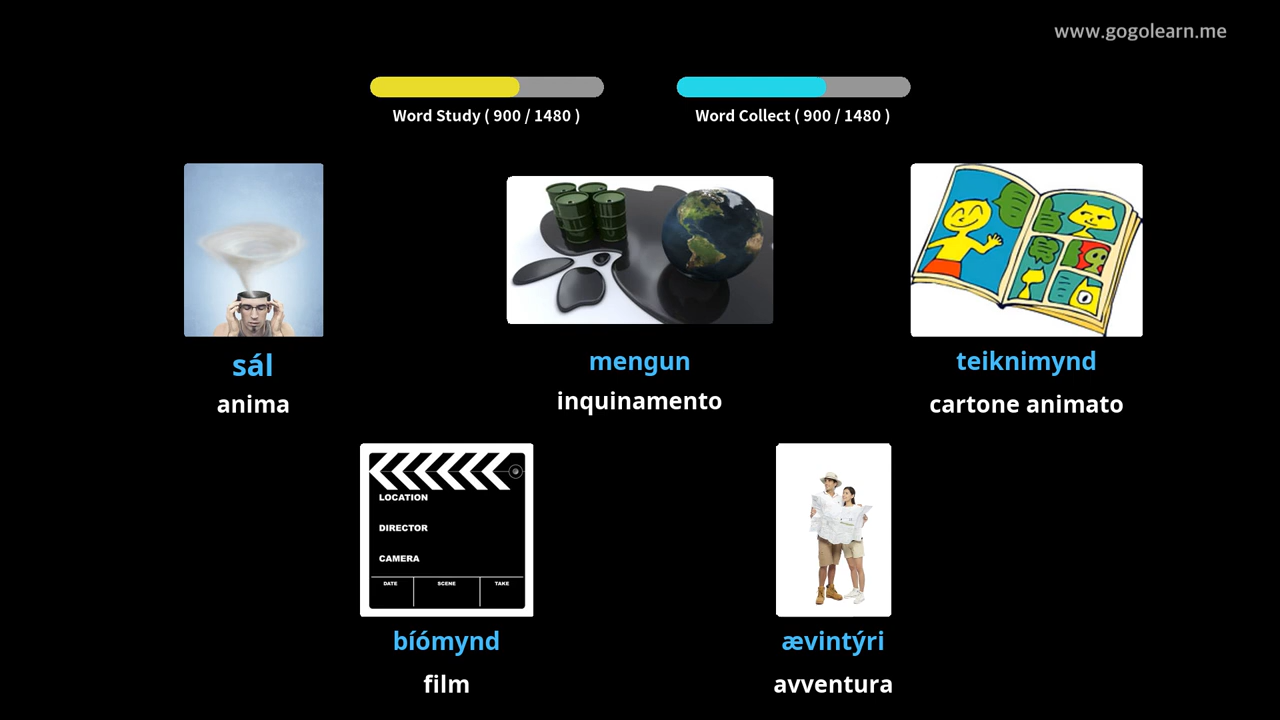 www.gogolearn.me
Word Study ( 900 / 1480 )
Word Collect ( 900 / 1480 )
sál
anima
mengun
inquinamento
teiknimynd
cartone animato
LOCATION
DIRECTOR
CAMERA
DATE SCENE TAKE
bíómynd
film
ævintýri
avventura